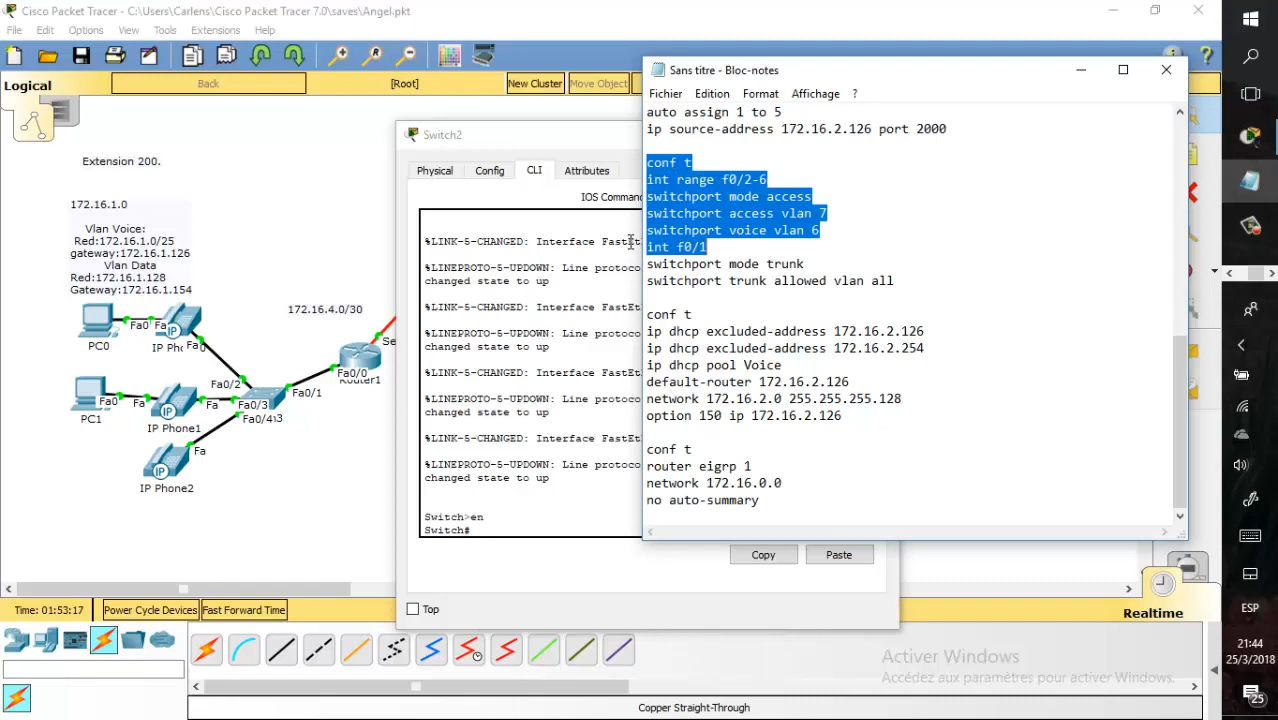 Cisco Packet Tracer - C:\Users\Carlens\Cisco Packet Tracer 7.0\saves\Angel.pkt
File Edit Options View Tools Extensions Help
Logical
Back
[Root]
New Cluster
Move Object
Extension 200.
172.16.1.0
Vlan Voice:
Red:172.16.1.0/25
gateway:172.16.1.126
Vlan Data
Red:172.16.1.128
Gateway:172.16.1.154
172.16.4.0/30
PC0
Fa0
Fa
IP Pho
Fa0
Fa0/2
Se
Fa0/0
Router1
PC1
Fa0
Fa
IP Phone1
Fa
Fa0/3
Fa0/1
Fa0/4
Fa
IP Phone2
Switch2
Physical
Config
CLI
Attributes
IOS Comman
%LINK-5-CHANGED: Interface FastEt
%LINEPROTO-5-UPDOWN: Line protoco
changed state to up
%LINK-5-CHANGED: Interface FastEt
%LINEPROTO-5-UPDOWN: Line protoco
changed state to up
%LINK-5-CHANGED: Interface FastEt
%LINEPROTO-5-UPDOWN: Line protoco
changed state to up
%LINK-5-CHANGED: Interface FastEt
%LINEPROTO-5-UPDOWN: Line protoco
changed state to up
Switch>en
Switch#
Copy
Paste
Top
Sans titre - Bloc-notes
Fichier Edition Format Affichage ?
auto assign 1 to 5
ip source-address 172.16.2.126 port 2000
conf t
int range f0/2-6
switchport mode access
switchport access vlan 7
switchport voice vlan 6
int f0/1
switchport mode trunk
switchport trunk allowed vlan all
conf t
ip dhcp excluded-address 172.16.2.126
ip dhcp excluded-address 172.16.2.254
ip dhcp pool Voice
default-router 172.16.2.126
network 172.16.2.0 255.255.255.128
option 150 ip 172.16.2.126
conf t
router eigrp 1
network 172.16.0.0
no auto-summary
Time: 01:53:17
Power Cycle Devices
Fast Forward Time
Realtime
Activer Windows
Accédez aux paramètres pour activer Windows.
Copper Straight-Through
ESP
21:44
25/3/2018
25